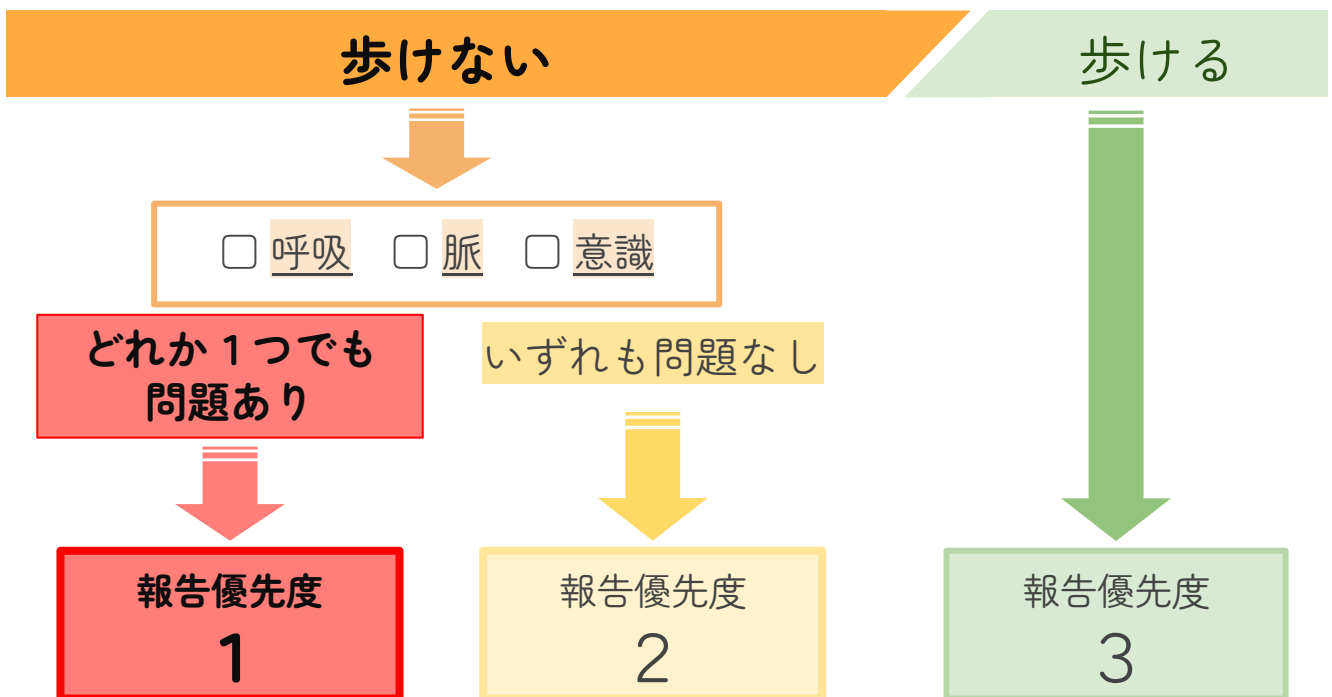 歩けない
歩ける
□ 呼吸 □ 脈 □ 意識
どれか１つでも
問題あり
いずれも問題なし
報告優先度
1
報告優先度
2
報告優先度
3